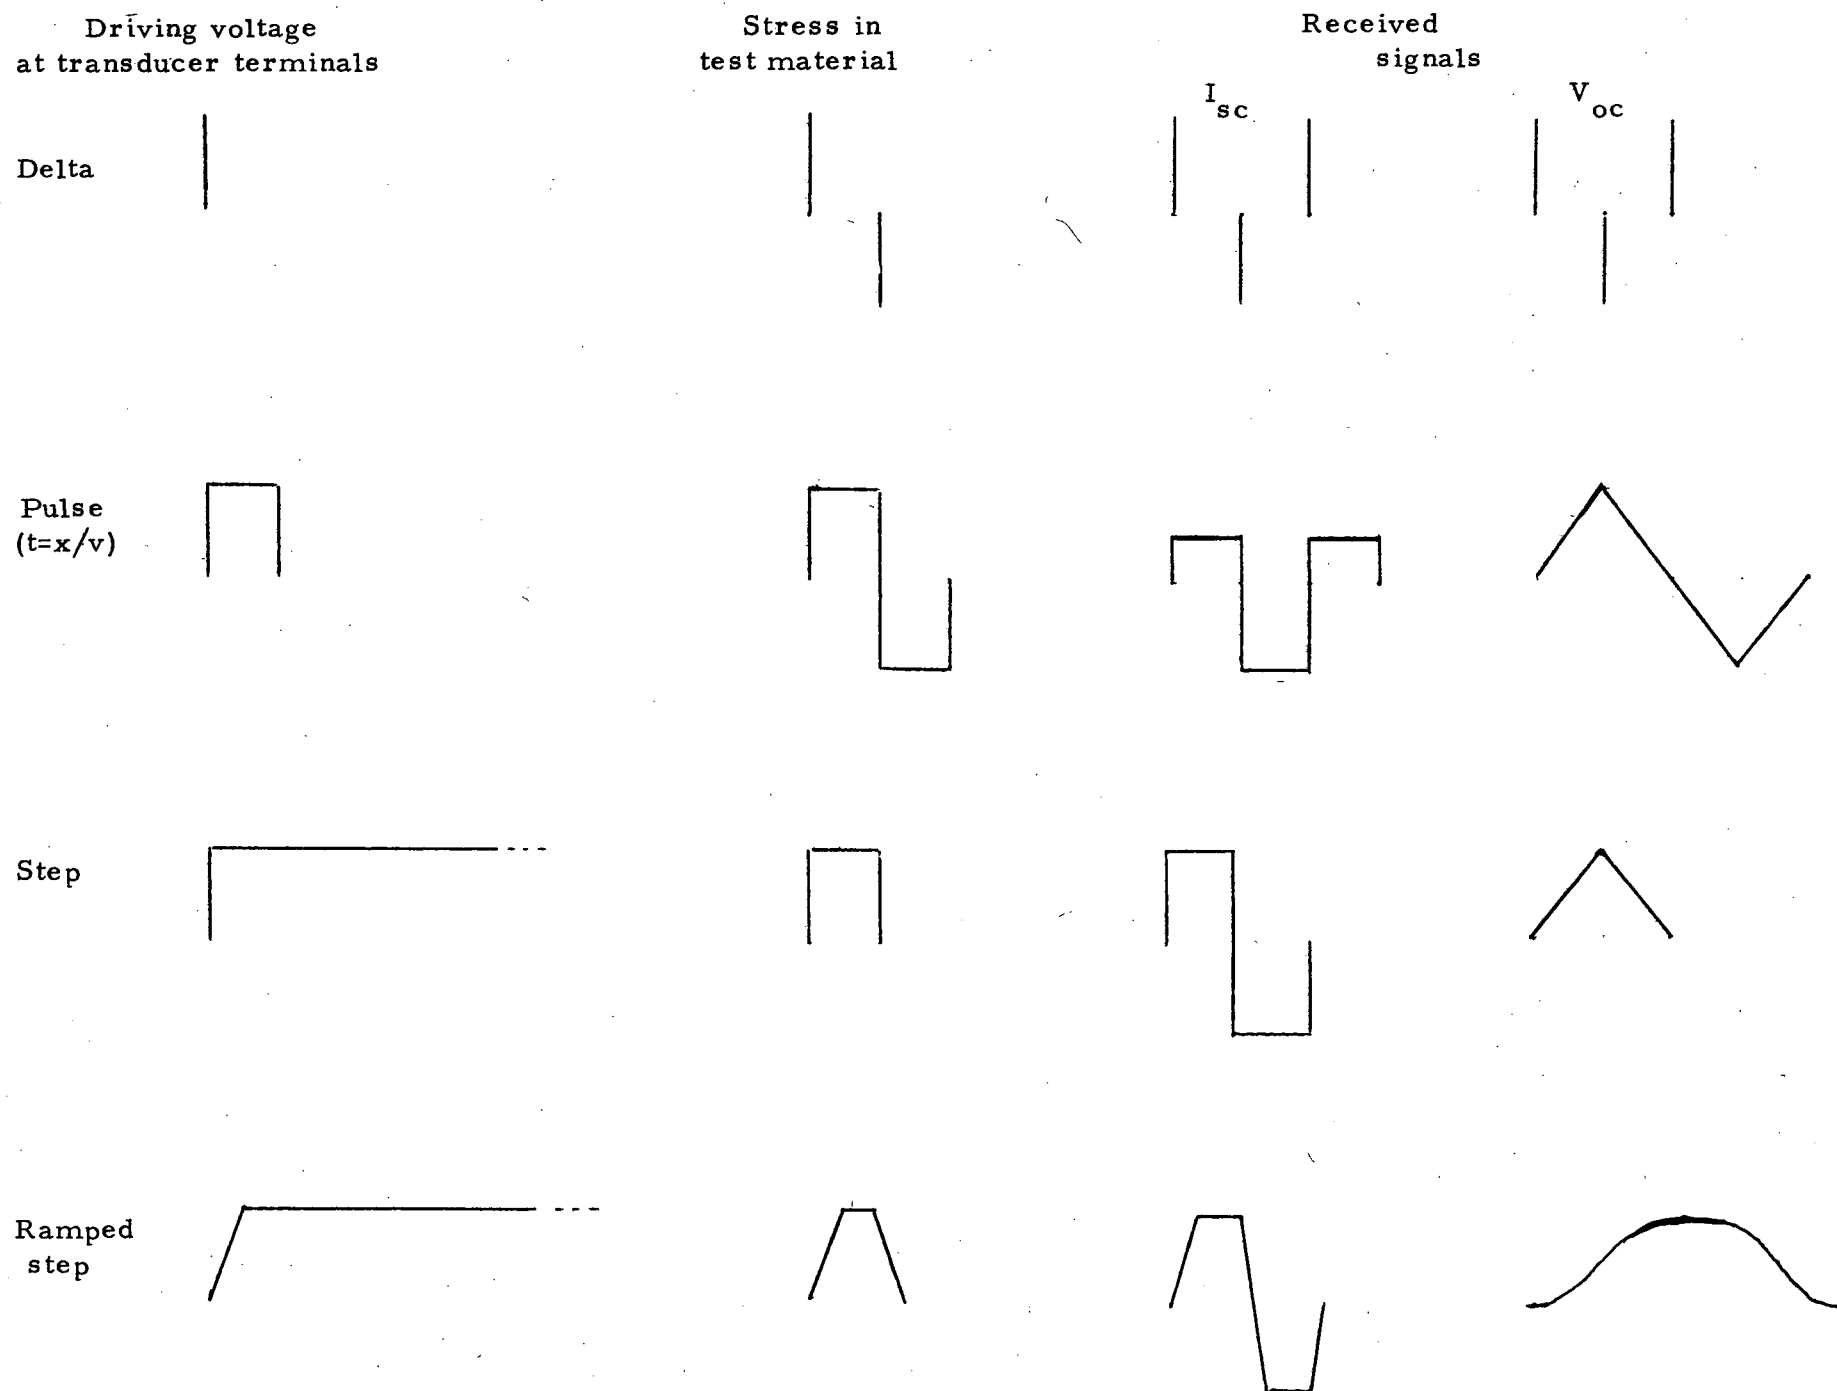 Driving voltage
at transducer terminals
Stress in
test material
Received
signals
I sc
V oc
Delta
Pulse
(t=x/v)
Step
Ramped
step